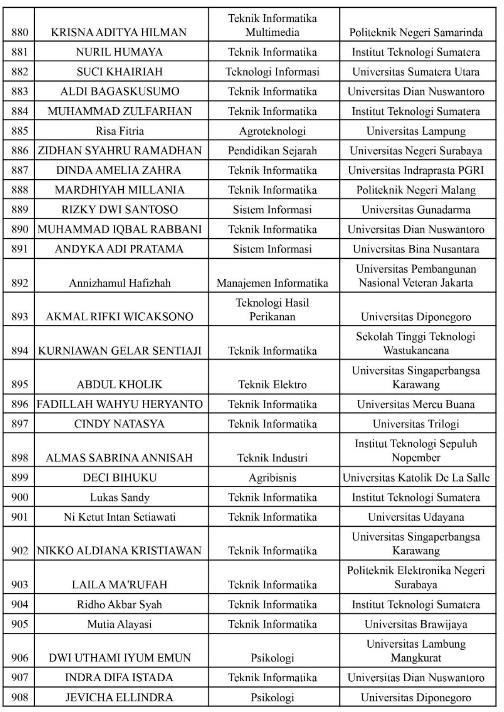 880 KRISNA ADITYA HILMAN Teknik Informatika Multimedia Politeknik Negeri Samarinda
881 NURIL HUMAYA Teknik Informatika Institut Teknologi Sumatera
882 SUCI KHAIRIAH Teknologi Informasi Universitas Sumatera Utara
883 ALDI BAGASKUSUMO Teknik Informatika Universitas Dian Nuswantoro
884 MUHAMMAD ZULFARHAN Teknik Informatika Institut Teknologi Sumatera
885 Risa Fitria Agroteknologi Universitas Lampung
886 ZIDHAN SYAHRU RAMADHAN Pendidikan Sejarah Universitas Negeri Surabaya
887 DINDA AMELIA ZAHRA Teknik Informatika Universitas Indraprasta PGRI
888 MARDHIYAH MILLANIA Teknik Informatika Politeknik Negeri Malang
889 RIZKY DWI SANTOSO Sistem Informasi Universitas Gunadarma
890 MUHAMMAD IQBAL RABBANI Teknik Informatika Universitas Dian Nuswantoro
891 ANDYKA ADI PRATAMA Sistem Informasi Universitas Bina Nusantara
892 Annizhamul Hafizhah Manajemen Informatika Universitas Pembangunan Nasional Veteran Jakarta
893 AKMAL RIFKI WICAKSONO Teknologi Hasil Perikanan Universitas Diponegoro
894 KURNIAWAN GELAR SENTIAJI Teknik Informatika Sekolah Tinggi Teknologi Wastukancana
895 ABDUL KHOLIK Teknik Elektro Universitas Singaperbangsa Karawang
896 FADILLAH WAHYU HERYANTO Teknik Informatika Universitas Mercu Buana
897 CINDY NATASYA Teknik Informatika Universitas Trilogi
898 ALMAS SABRINA ANNISAH Teknik Industri Institut Teknologi Sepuluh Nopember
899 DECI BIHUKU Agribisnis Universitas Katolik De La Salle
900 Lukas Sandy Teknik Informatika Institut Teknologi Sumatera
901 Ni Ketut Intan Setiawati Teknik Informatika Universitas Udayana
902 NIKKO ALDIANA KRISTIAWAN Teknik Informatika Universitas Singaperbangsa Karawang
903 LAILA MA'RUFAH Teknik Informatika Politeknik Elektronika Negeri Surabaya
904 Ridho Akbar Syah Teknik Informatika Institut Teknologi Sumatera
905 Mutia Alayasi Teknik Informatika Universitas Brawijaya
906 DWI UTHAMI IYUM EMUN Psikologi Universitas Lambung Mangkurat
907 INDRA DIFA ISTADA Teknik Informatika Universitas Dian Nuswantoro
908 JEVICHA ELLINDRA Psikologi Universitas Diponegoro